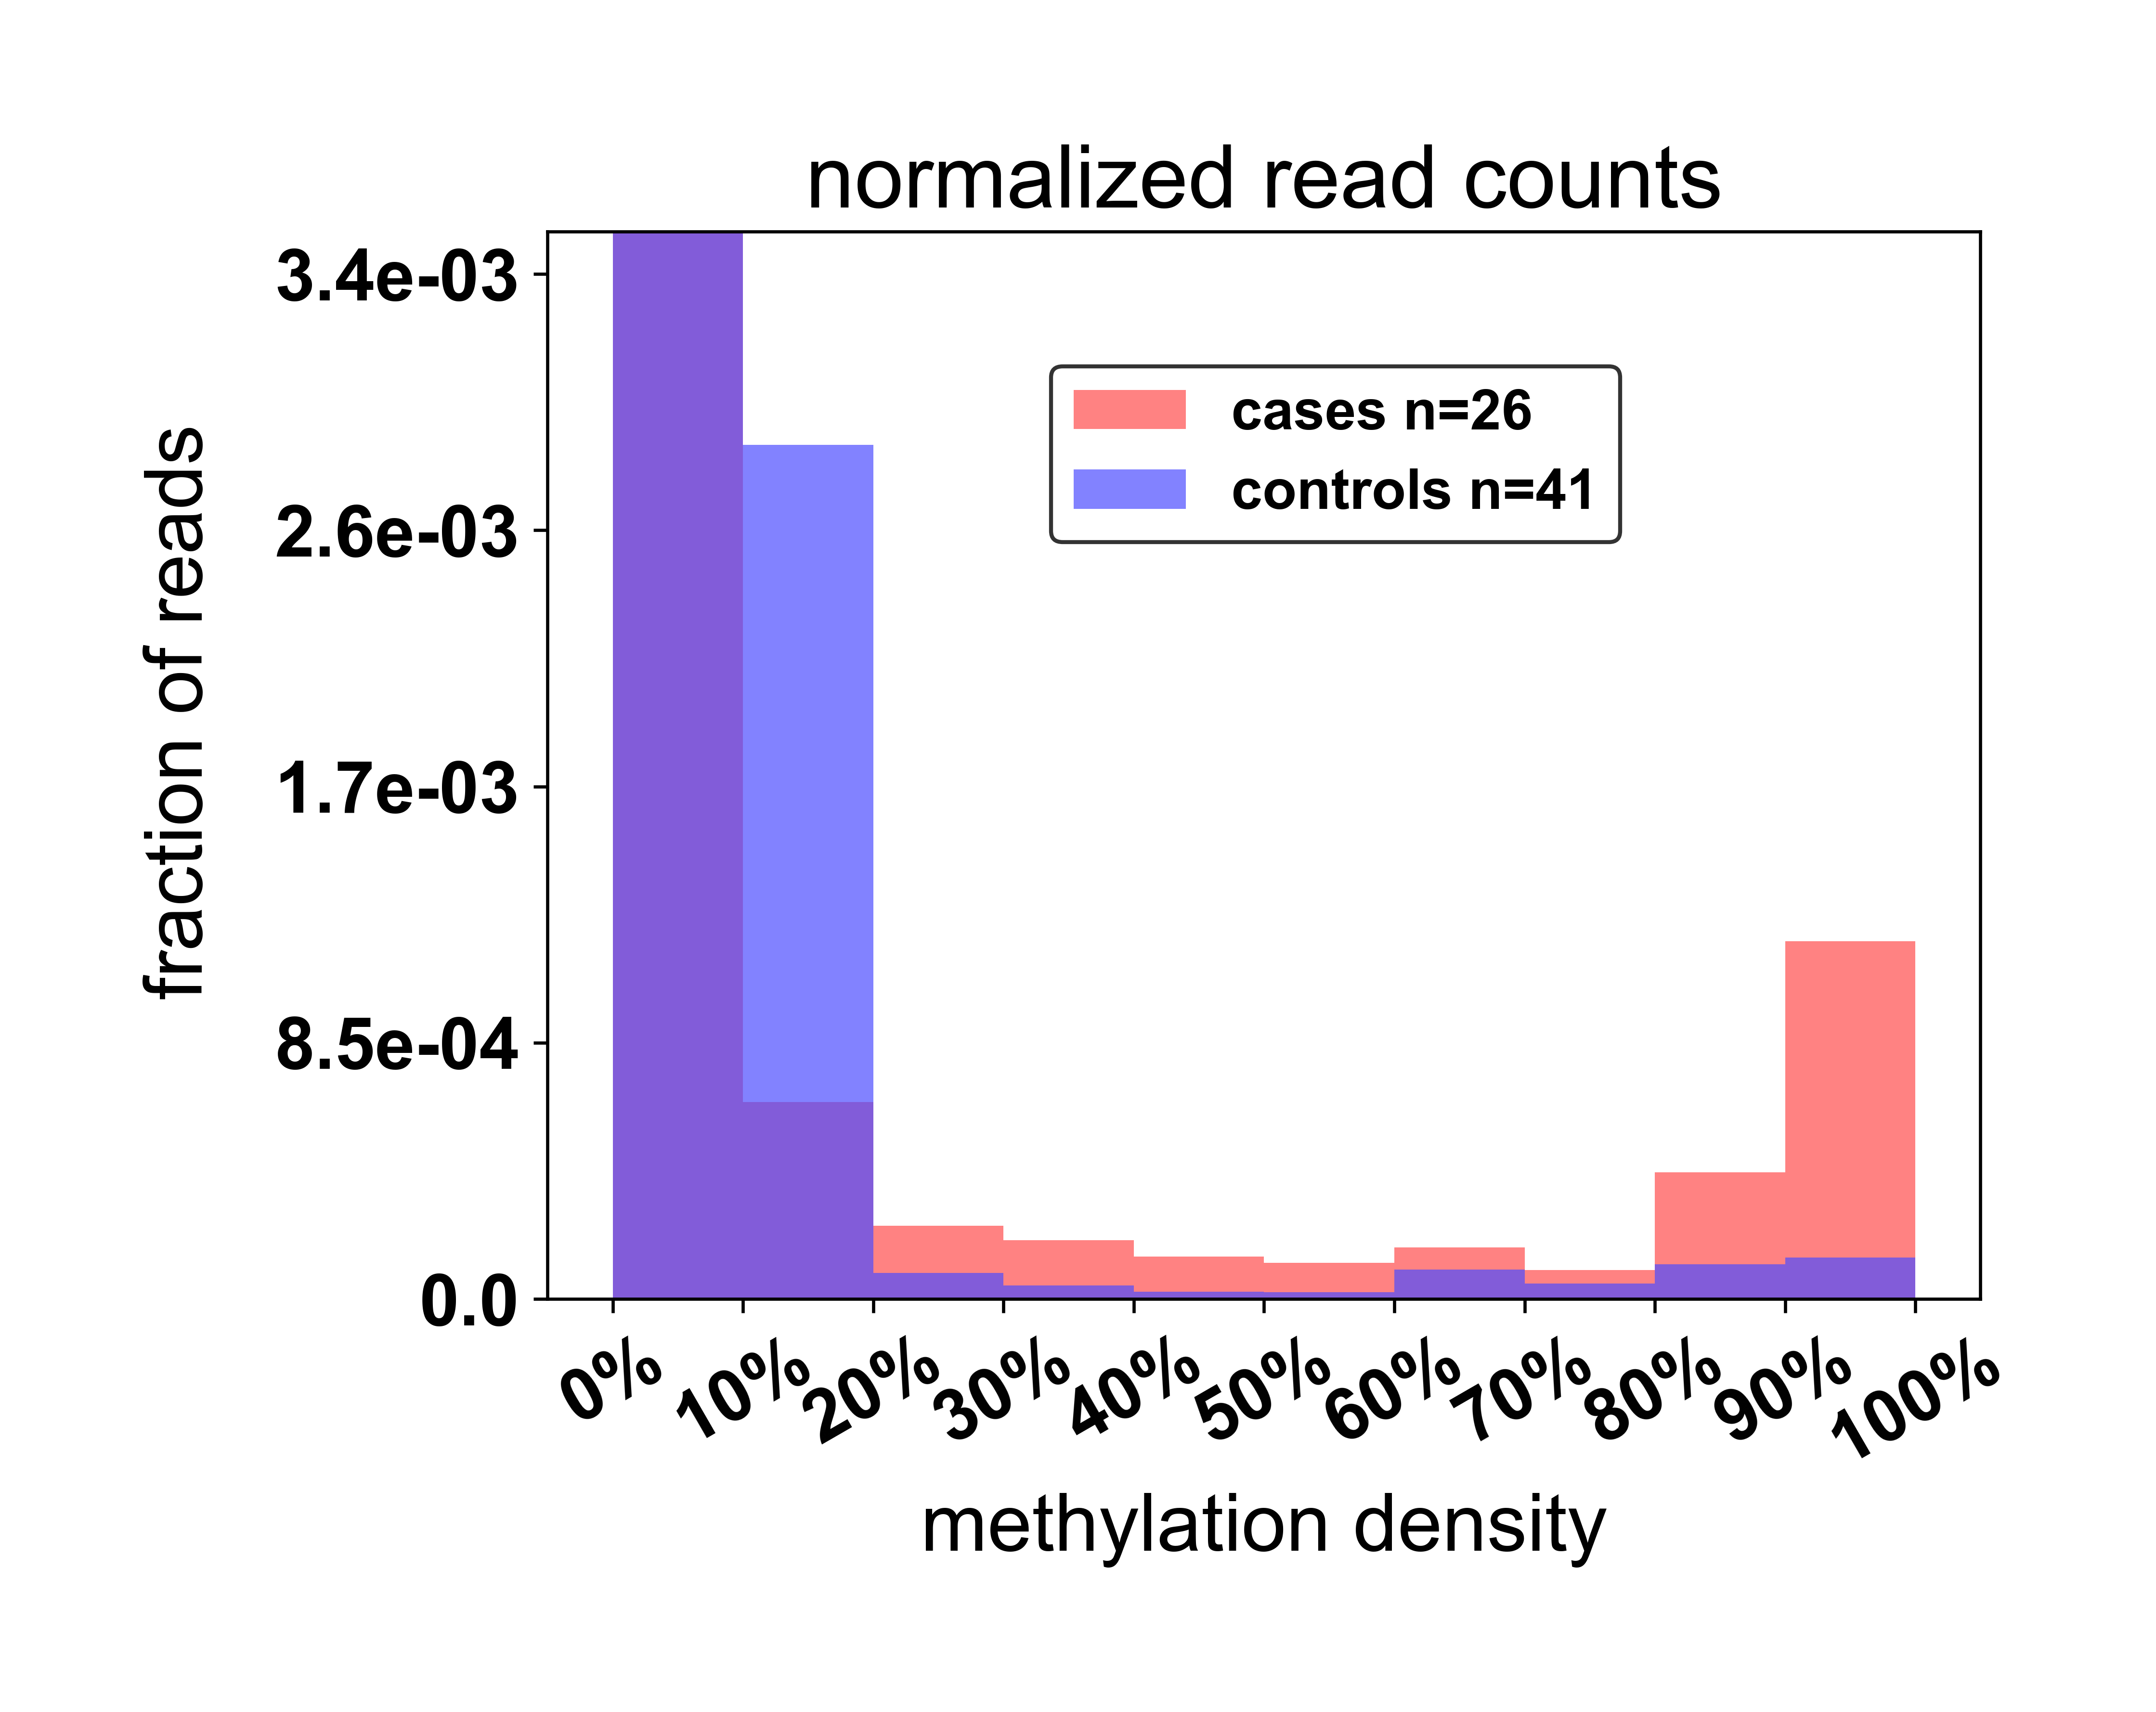 normalized read counts
3.4e-03
2.6e-03
1.7e-03
8.5e-04
0.0
fraction of reads
cases n=26
controls n=41
0%
10%
20%
30%
40%
50%
60%
70%
80%
90%
100%
methylation density